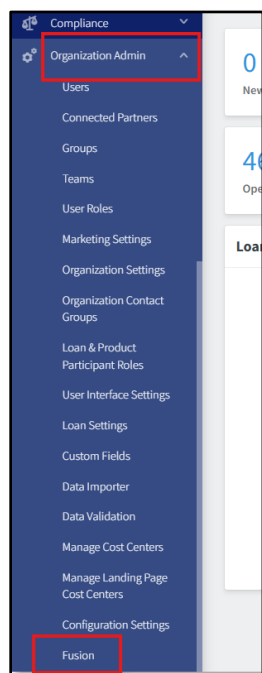 Compliance
Organization Admin
Users
Connected Partners
Groups
Teams
User Roles
Marketing Settings
Organization Settings
Organization Contact
Groups
Loan & Product
Participant Roles
User Interface Settings
Loan Settings
Custom Fields
Data Importer
Data Validation
Manage Cost Centers
Manage Landing Page
Cost Centers
Configuration Settings
Fusion
0
New
46
Ope
Loan